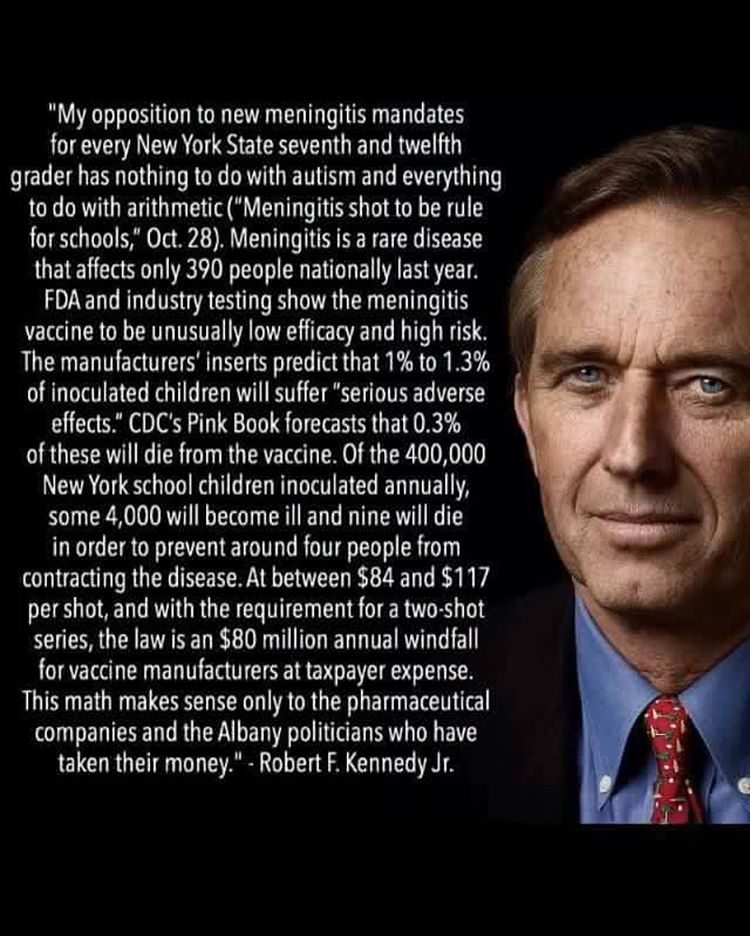 "My opposition to new meningitis mandates
for every New York State seventh and twelfth
grader has nothing to do with autism and everything
to do with arithmetic ("Meningitis shot to be rule
for schools," Oct. 28). Meningitis is a rare disease
that affects only 390 people nationally last year.
FDA and industry testing show the meningitis
vaccine to be unusually low efficacy and high risk.
The manufacturers' inserts predict that 1% to 1.3%
of inoculated children will suffer "serious adverse
effects." CDC's Pink Book forecasts that 0.3%
of these will die from the vaccine. Of the 400,000
New York school children inoculated annually,
some 4,000 will become ill and nine will die
in order to prevent around four people from
contracting the disease. At between $84 and $117
per shot, and with the requirement for a two-shot
series, the law is an $80 million annual windfall
for vaccine manufacturers at taxpayer expense.
This math makes sense only to the pharmaceutical
companies and the Albany politicians who have
taken their money." - Robert F. Kennedy Jr.